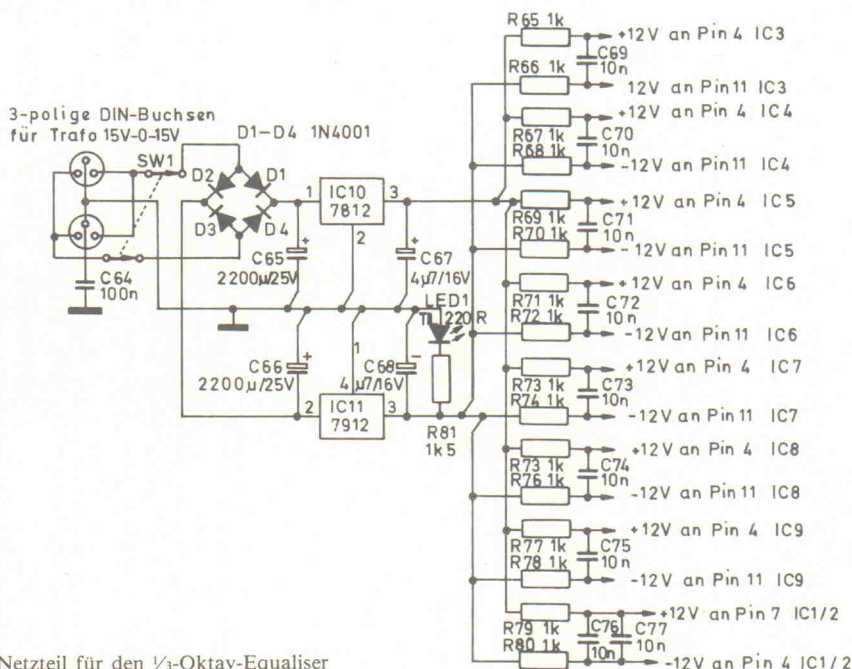 3-polige DIN-Buchsen
für Trafo 15V-0-15V
SW1
C64
100n
D1-D4 1N4001
D2
D1
D3
D4
1
IC10
7812
3
2
+
C65
2200µ/25V
+
C67
4µ7/16V
LED1
TIL 220R
+
C66
2200µ/25V
1
C68
4µ7/16V
-
2
IC11
7912
3
R81
1k5
R65 1k
+12V an Pin 4 IC3
C69
10n
R66 1k
12V an Pin11 IC3
+12V an Pin 4 IC4
R67 1k
R68 1k
C70
10n
-12V an Pin11 IC4
+12V an Pin 4 IC5
R69 1k
R70 1k
C71
10n
-12V an Pin11 IC5
+12V an Pin 4 IC6
R71 1k
R72 1k
C72
10n
-12V an Pin 11 IC6
+12V an Pin 4 IC7
R73 1k
R74 1k
C73
10n
-12V an Pin 11 IC7
+12V an Pin 4 IC8
R73 1k
R76 1k
C74
10n
-12V an Pin 11 IC8
+12V an Pin 4 IC9
R77 1k
R78 1k
C75
10n
-12V an Pin 11 IC9
+12V an Pin 7 IC1/2
R79 1k
R80 1k
C76
10n
C77
10n
-12V an Pin 4 IC1/2
Netzteil für den ⅓-Oktav-Equaliser